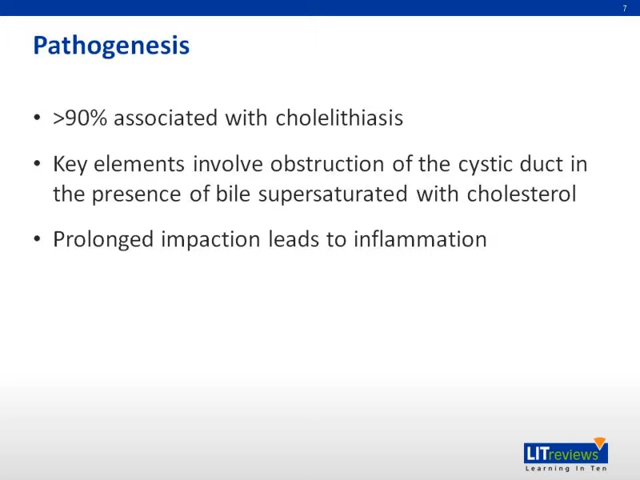 7
Pathogenesis
• >90% associated with cholelithiasis
• Key elements involve obstruction of the cystic duct in
the presence of bile supersaturated with cholesterol
• Prolonged impaction leads to inflammation
LITreviews
Learning In Ten